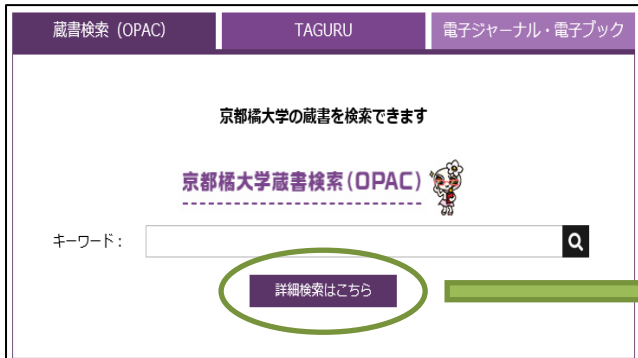 蔵書検索 (OPAC)
TAGURU
電子ジャーナル・電子ブック
京都橘大学の蔵書を検索できます
京都橘大学蔵書検索(OPAC)
キーワード :
詳細検索はこちら